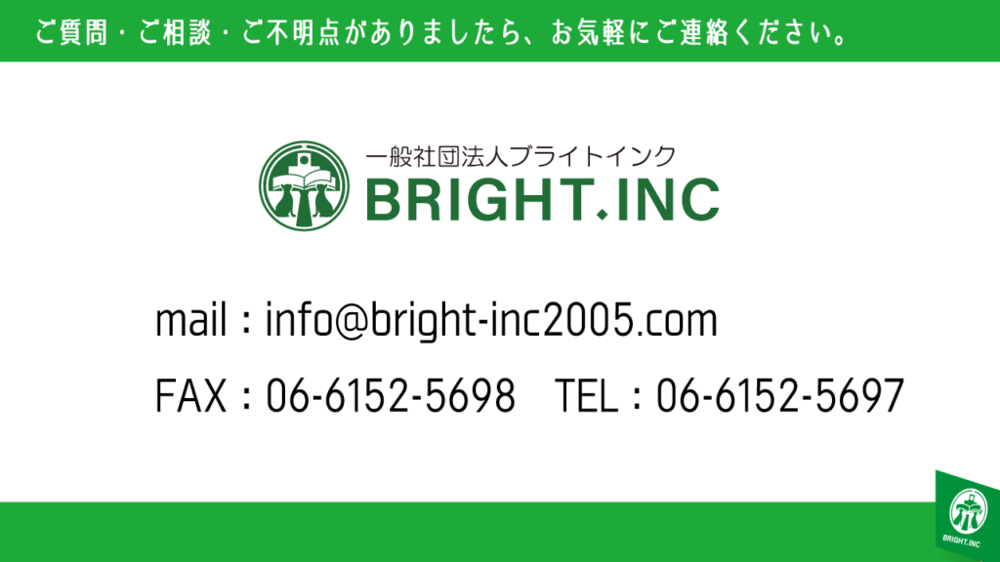 ご質問・ご相談・ご不明点がありましたら、お気軽にご連絡ください。
一般社団法人ブライトインク
BRIGHT.INC
mail：info@bright-inc2005.com
FAX：06-6152-5698　TEL：06-6152-5697
BRIGHT.INC